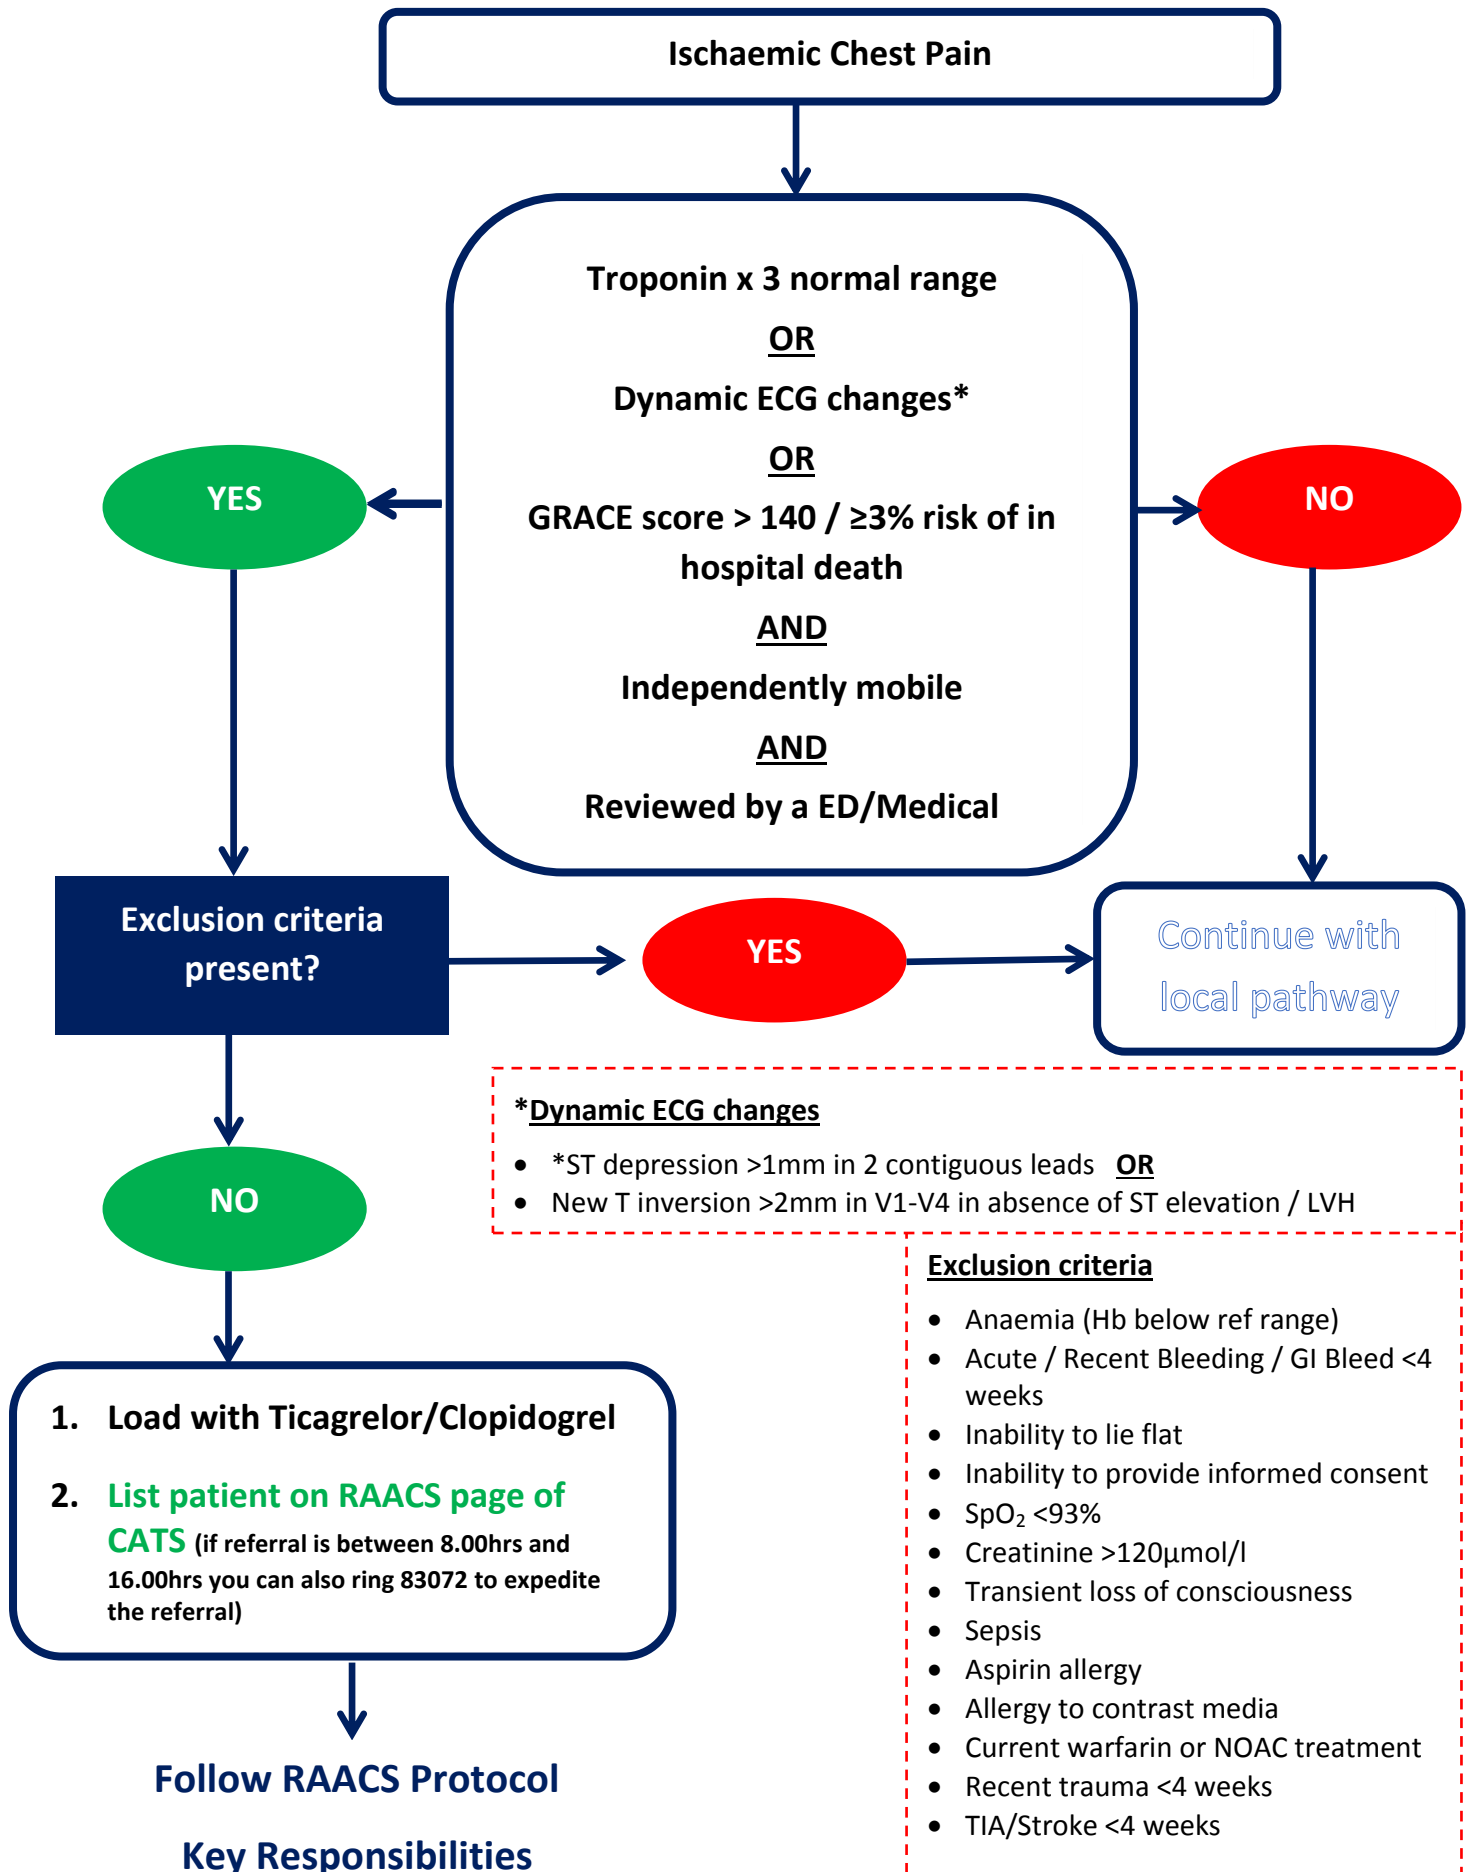 Ischaemic Chest Pain
Troponin x 3 normal range
OR
Dynamic ECG changes*
OR
GRACE score > 140 / ≥3% risk of in
hospital death
AND
Independently mobile
AND
Reviewed by a ED/Medical
YES
NO
Exclusion criteria
present?
YES
Continue with
local pathway
*Dynamic ECG changes
• *ST depression >1mm in 2 contiguous leads OR
• New T inversion >2mm in V1-V4 in absence of ST elevation / LVH
NO
Exclusion criteria
• Anaemia (Hb below ref range)
• Acute / Recent Bleeding / GI Bleed <4
weeks
• Inability to lie flat
• Inability to provide informed consent
• SpO₂ <93%
• Creatinine >120µmol/l
• Transient loss of consciousness
• Sepsis
• Aspirin allergy
• Allergy to contrast media
• Current warfarin or NOAC treatment
• Recent trauma <4 weeks
• TIA/Stroke <4 weeks
1. Load with Ticagrelor/Clopidogrel
2. List patient on RAACS page of
CATS (if referral is between 8.00hrs and
16.00hrs you can also ring 83072 to expedite
the referral)
Follow RAACS Protocol
Key Responsibilities